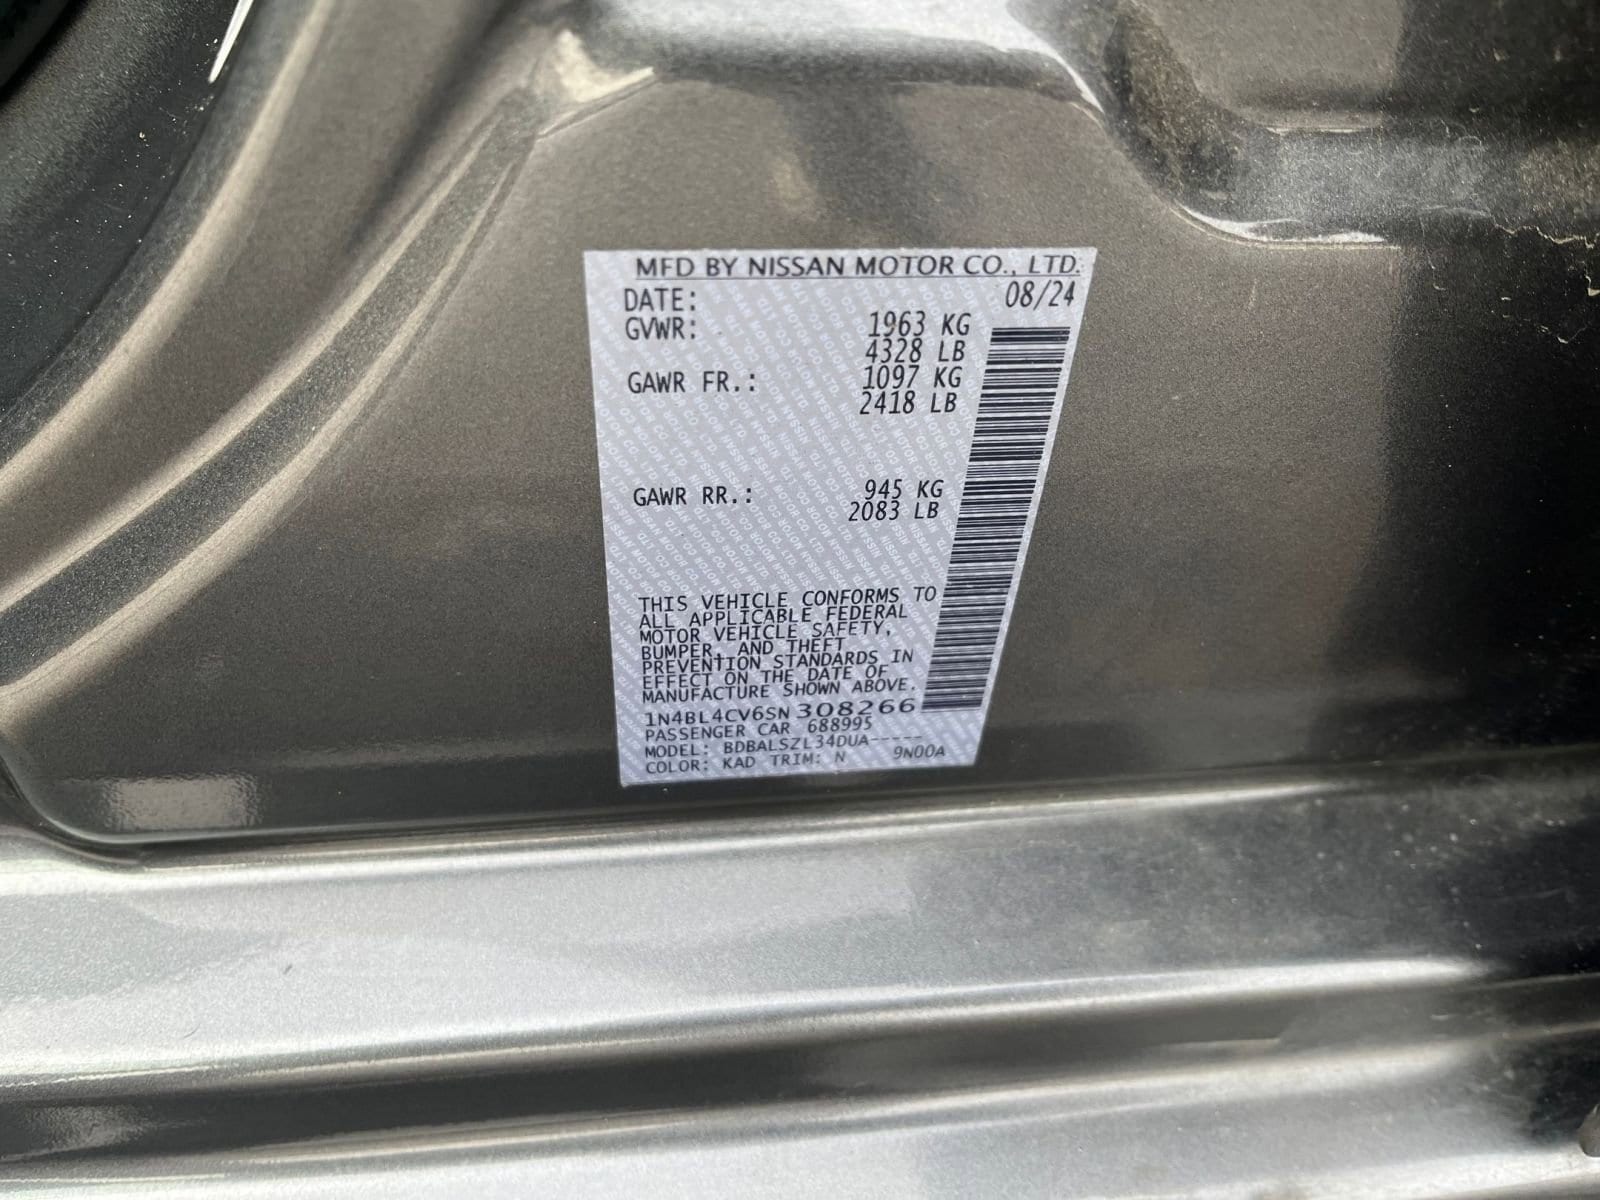 MFD BY NISSAN MOTOR CO., LTD.
DATE: 08/24
GVWR: 1963 KG
4328 LB
GAWR FR.: 1097 KG
2418 LB
GAWR RR.: 945 KG
2083 LB
THIS VEHICLE CONFORMS TO
ALL APPLICABLE FEDERAL
MOTOR VEHICLE SAFETY,
BUMPER, AND THEFT
PREVENTION STANDARDS IN
EFFECT ON THE DATE OF
MANUFACTURE SHOWN ABOVE.
1N4BL4CV6SN308266
PASSENGER CAR 688995
MODEL: BDBALSZL34DUA-----
COLOR: KAD TRIM: N 9N00A